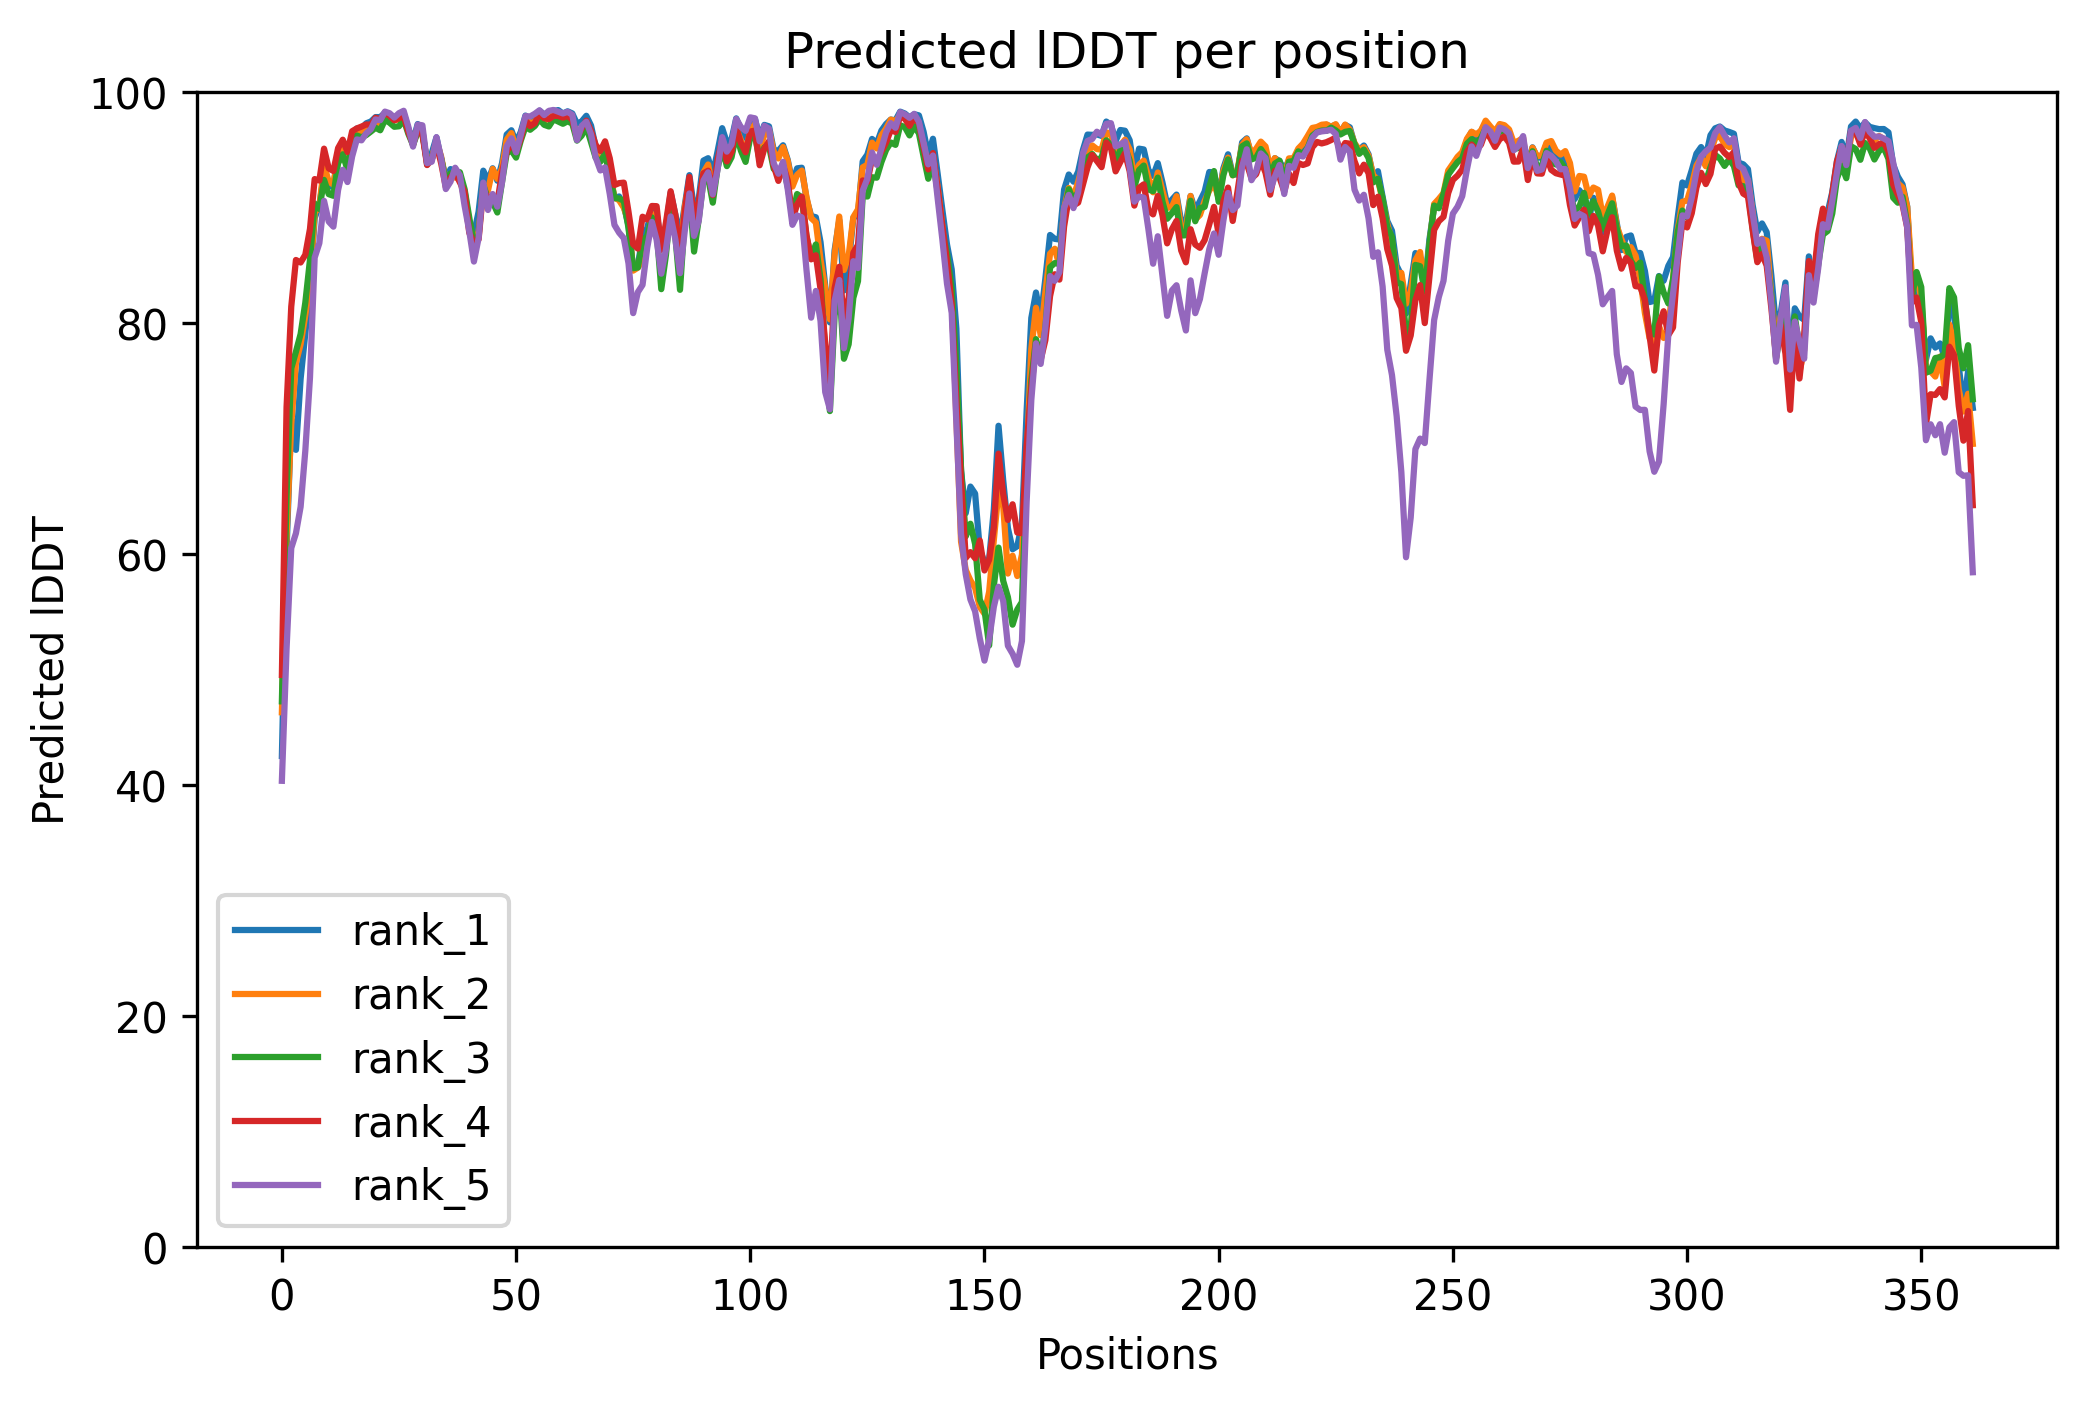 Predicted lDDT per position
100
80
60
40
20
0
Predicted lDDT
rank_1
rank_2
rank_3
rank_4
rank_5
0 50 100 150 200 250 300 350
Positions